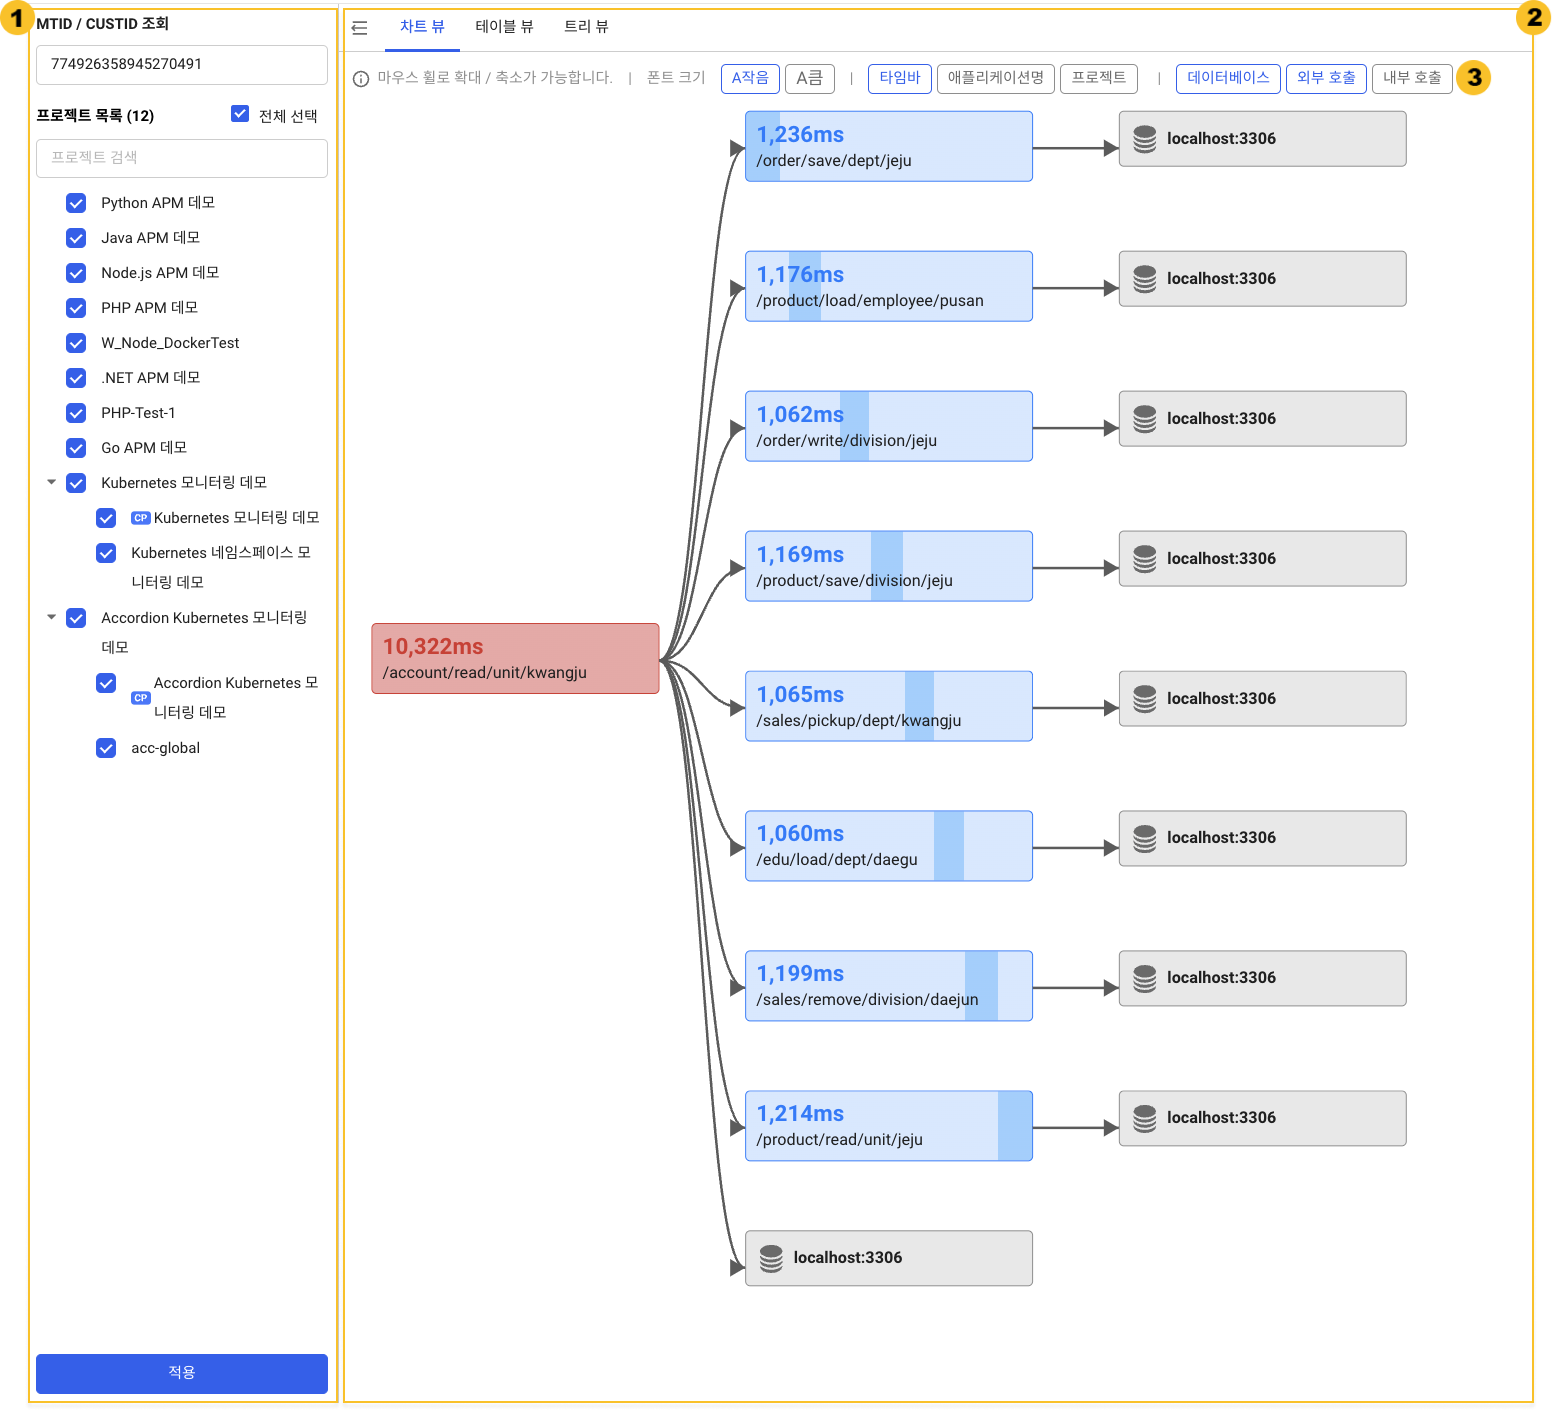 1
MTID / CUSTID 조회
774926358945270491
프로젝트 목록 (12)
전체 선택
프로젝트 검색
Python APM 데모
Java APM 데모
Node.js APM 데모
PHP APM 데모
W_Node_DockerTest
.NET APM 데모
PHP-Test-1
Go APM 데모
Kubernetes 모니터링 데모
CP Kubernetes 모니터링 데모
Kubernetes 네임스페이스 모
니터링 데모
Accordion Kubernetes 모니터링
데모
CP Accordion Kubernetes 모
니터링 데모
acc-global
적용
2
차트 뷰 테이블 뷰 트리 뷰
마우스 휠로 확대 / 축소가 가능합니다. | 폰트 크기 A작음 A큼 | 타임바 애플리케이션명 프로젝트 | 데이터베이스 외부 호출 내부 호출 3
10,322ms
/account/read/unit/kwangju
1,236ms
/order/save/dept/jeju
localhost:3306
1,176ms
/product/load/employee/pusan
localhost:3306
1,062ms
/order/write/division/jeju
localhost:3306
1,169ms
/product/save/division/jeju
localhost:3306
1,065ms
/sales/pickup/dept/kwangju
localhost:3306
1,060ms
/edu/load/dept/daegu
localhost:3306
1,199ms
/sales/remove/division/daejun
localhost:3306
1,214ms
/product/read/unit/jeju
localhost:3306
localhost:3306